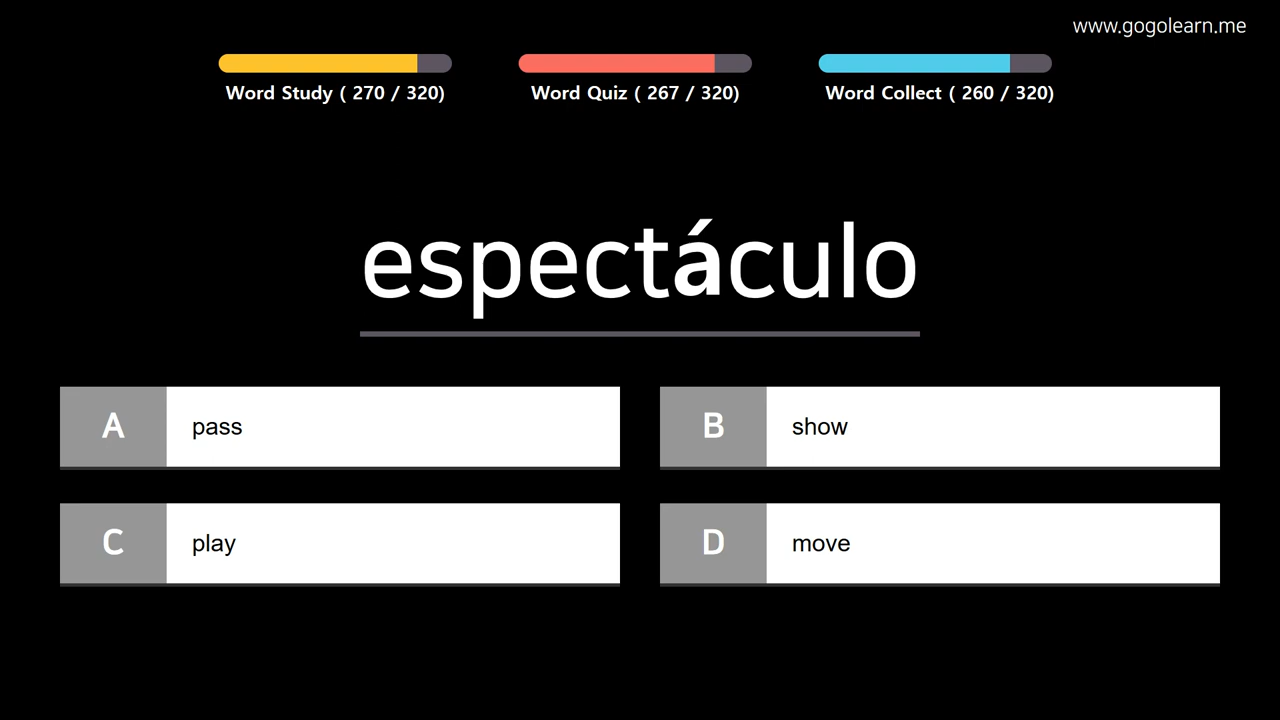 www.gogolearn.me
Word Study ( 270 / 320)
Word Quiz ( 267 / 320)
Word Collect ( 260 / 320)
espectáculo
A pass
B show
C play
D move